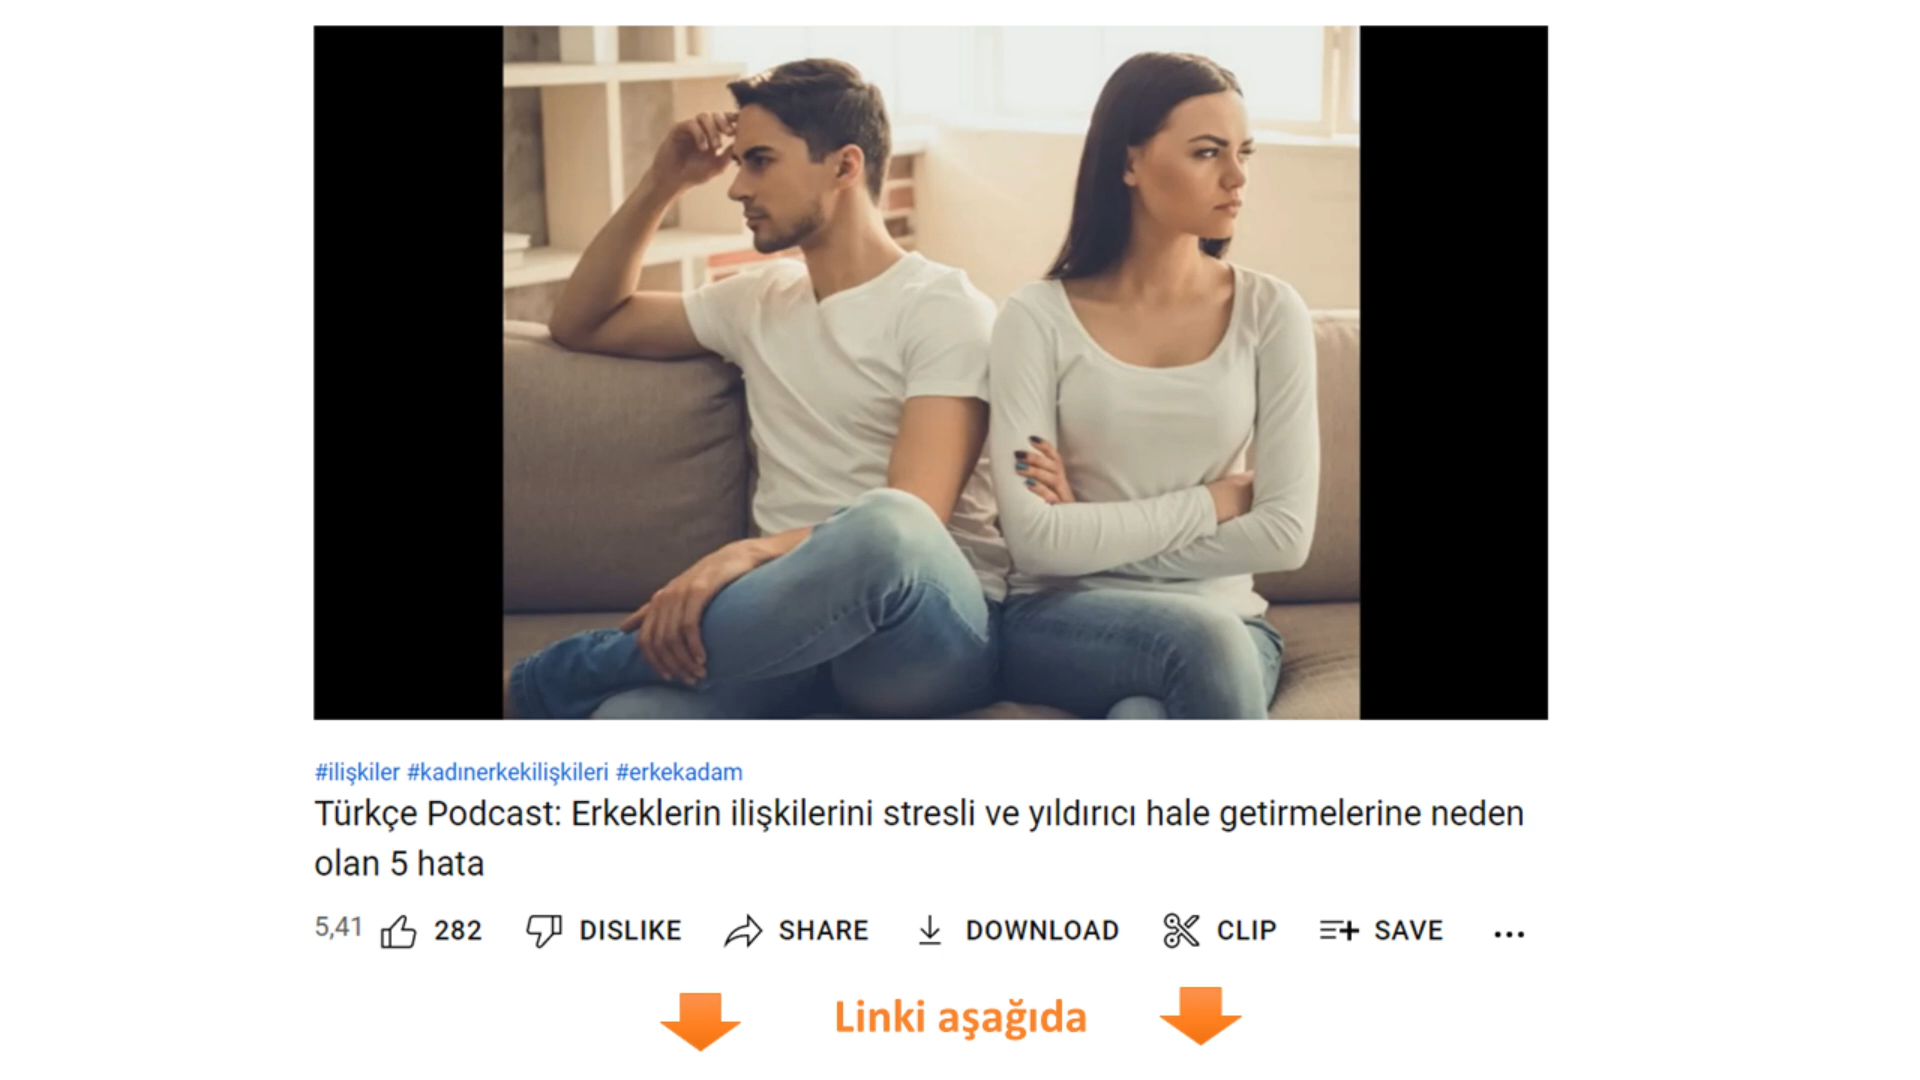 #ilişkiler #kadınerkekilişkileri #erkekadam
Türkçe Podcast: Erkeklerin ilişkilerini stresli ve yıldırıcı hale getirmelerine neden
olan 5 hata
5,41 282 DISLIKE SHARE DOWNLOAD CLIP SAVE ...
Linki aşağıda